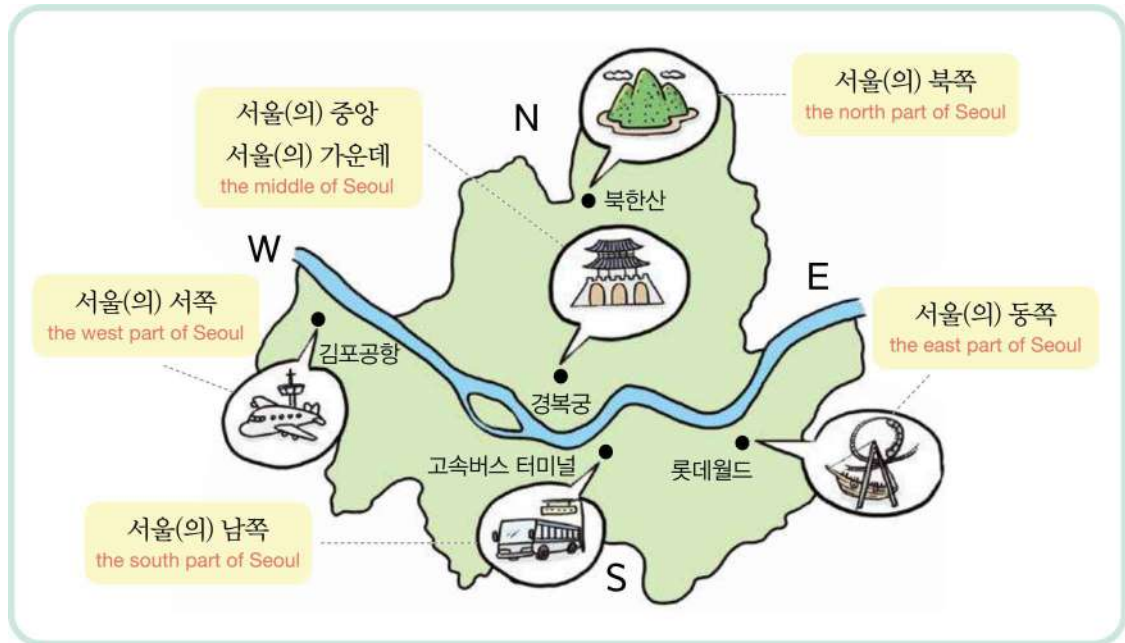 서울(의) 북쪽
the north part of Seoul
서울(의) 중앙
서울(의) 가운데
the middle of Seoul
N
북한산
W
E
서울(의) 서쪽
the west part of Seoul
서울(의) 동쪽
the east part of Seoul
김포공항
경복궁
고속버스 터미널
롯데월드
서울(의) 남쪽
the south part of Seoul
S